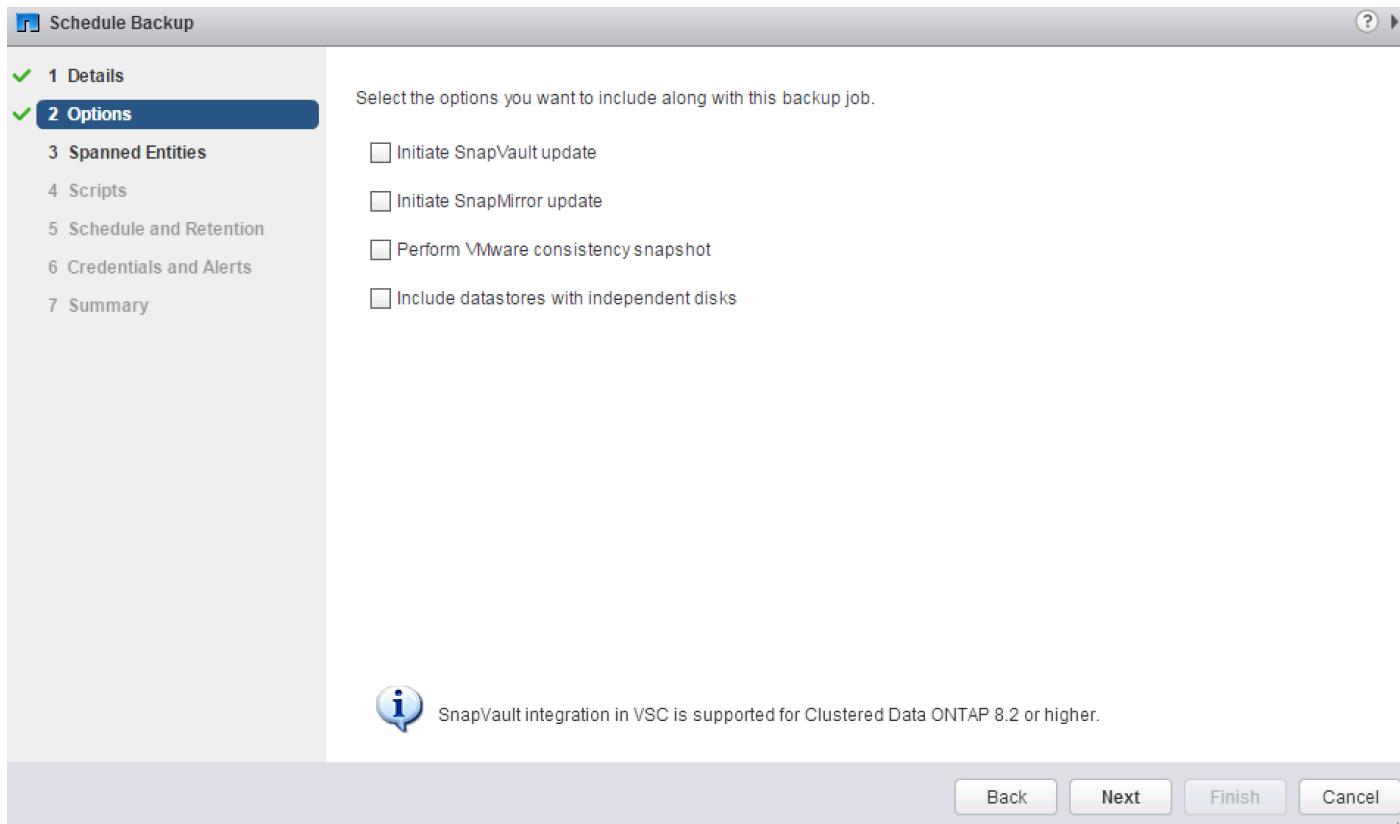 Schedule Backup
?
1 Details
2 Options
3 Spanned Entities
4 Scripts
5 Schedule and Retention
6 Credentials and Alerts
7 Summary
Select the options you want to include along with this backup job.
Initiate SnapVault update
Initiate SnapMirror update
Perform VMware consistency snapshot
Include datastores with independent disks
SnapVault integration in VSC is supported for Clustered Data ONTAP 8.2 or higher.
Back Next Finish Cancel